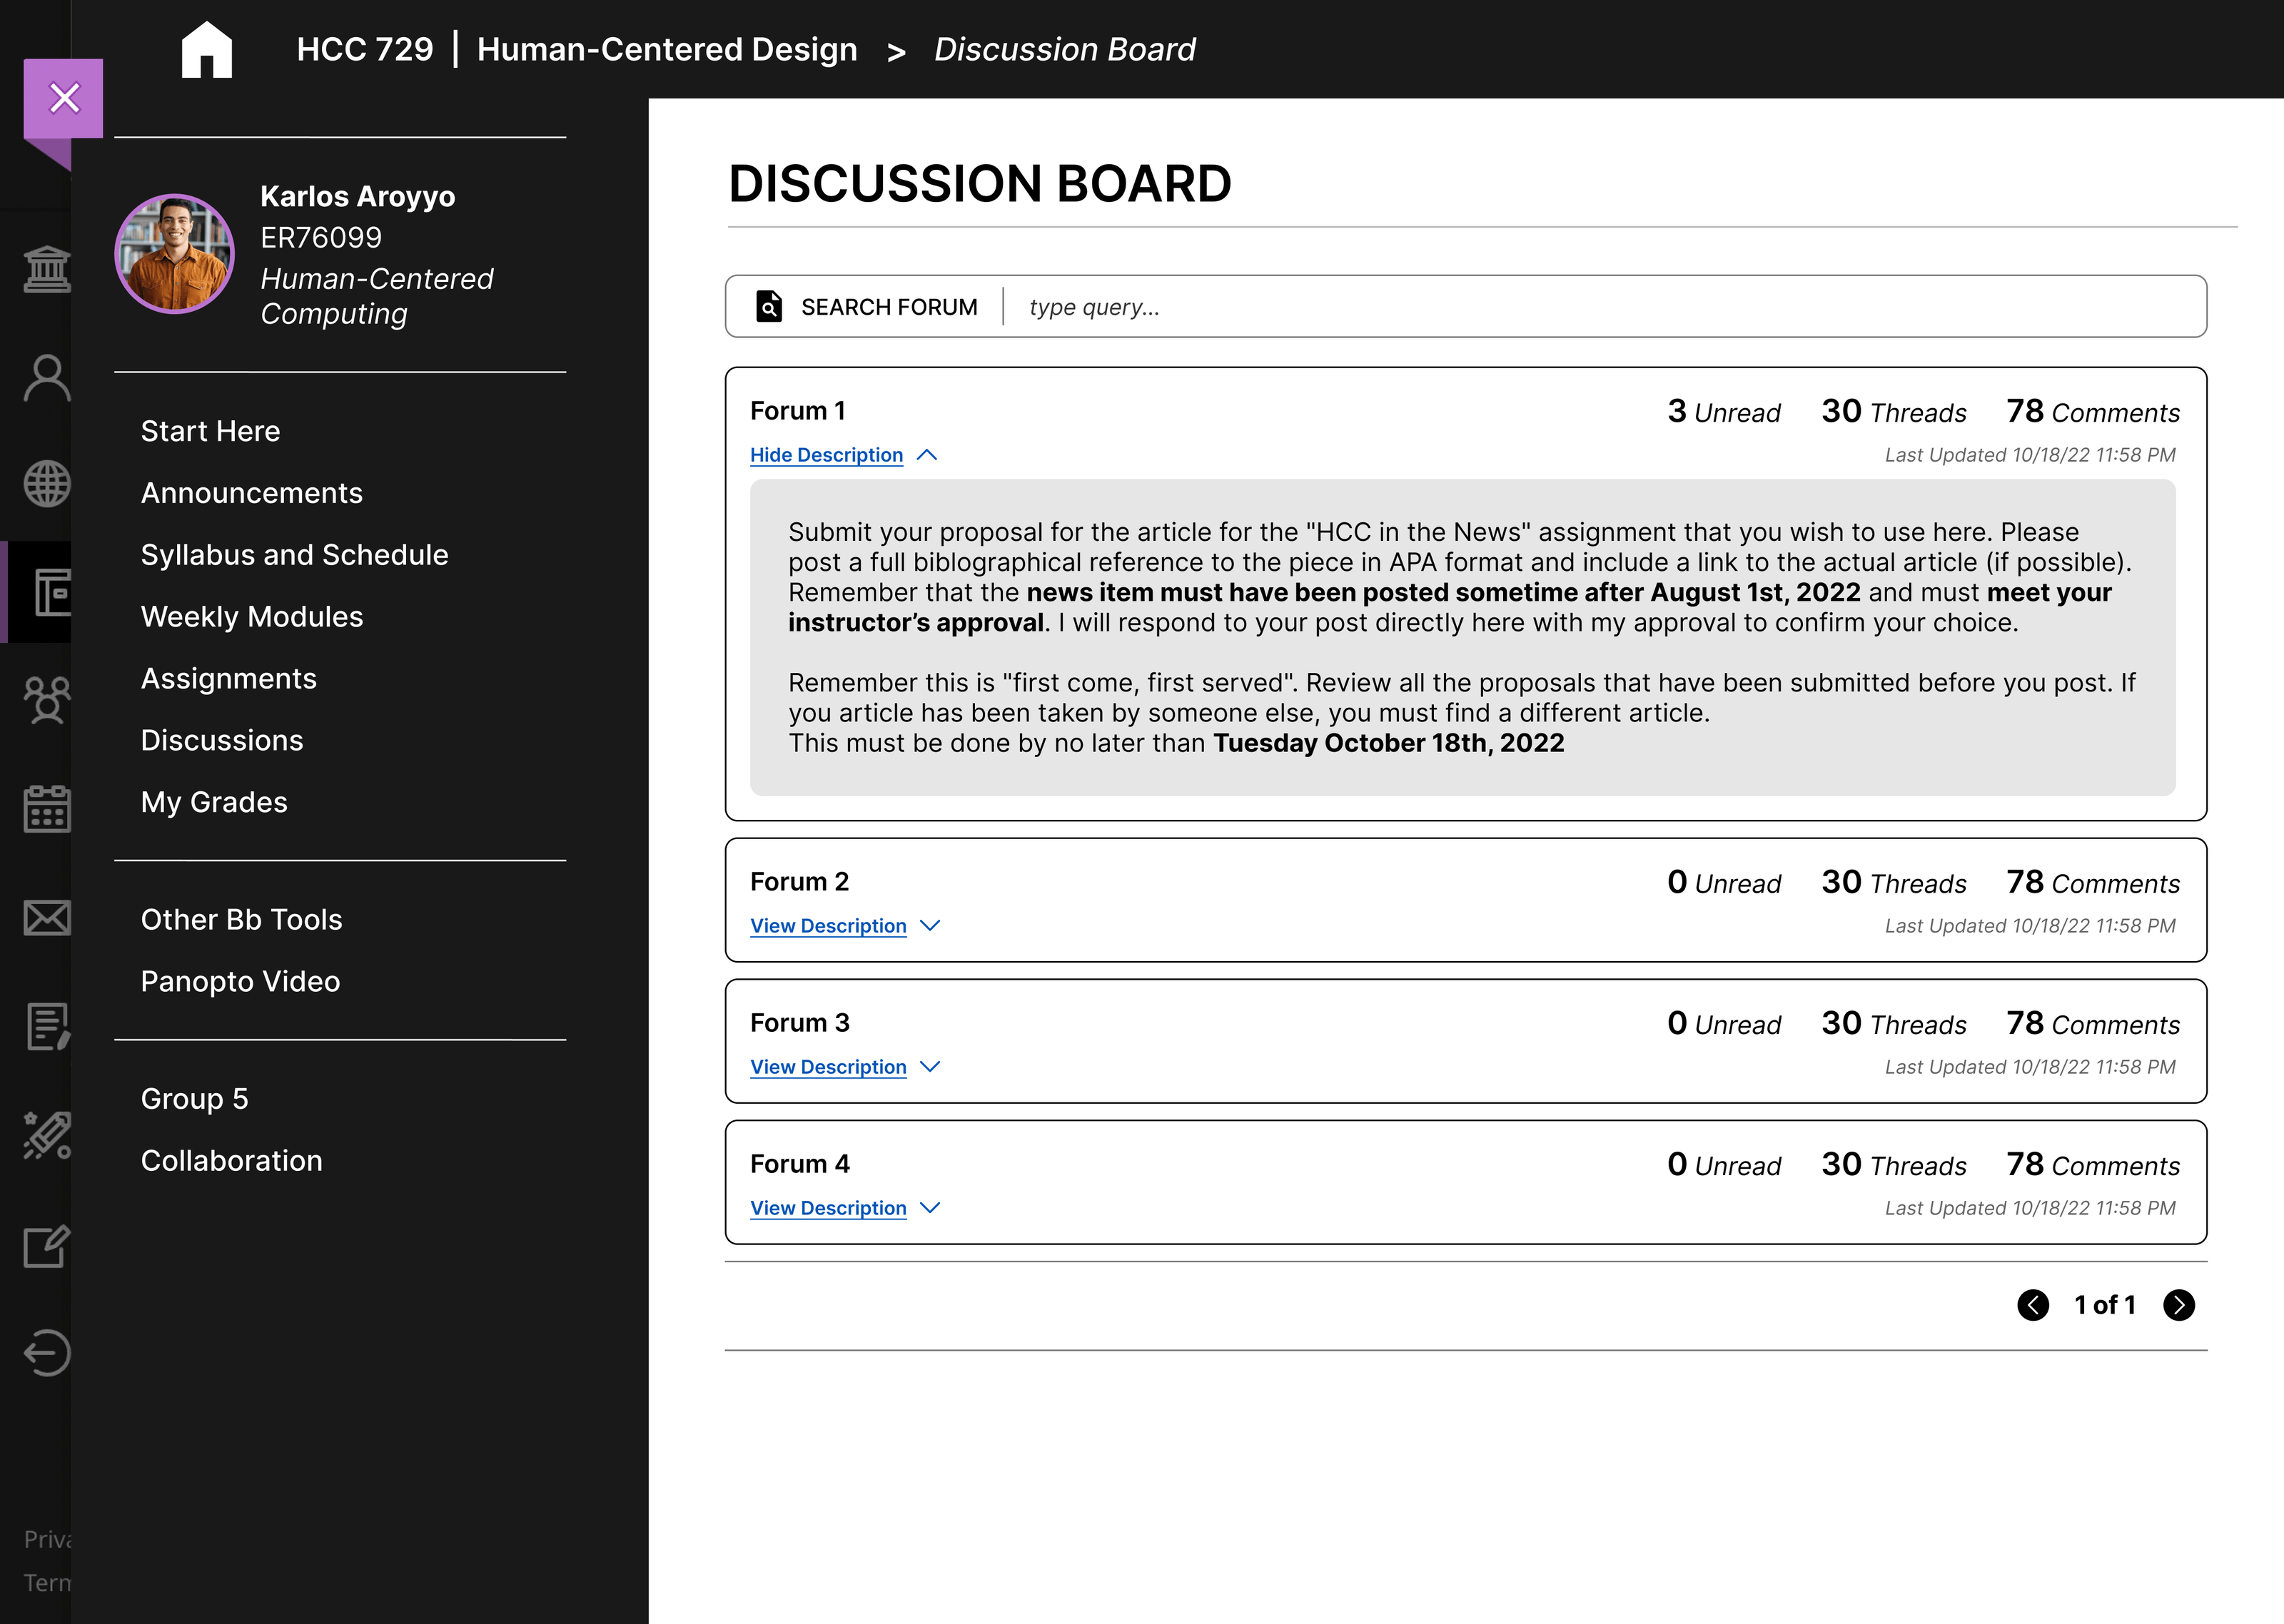 HCC 729 | Human-Centered Design > Discussion Board
Karlos Aroyyo
ER76099
Human-Centered
Computing
Start Here
Announcements
Syllabus and Schedule
Weekly Modules
Assignments
Discussions
My Grades
Other Bb Tools
Panopto Video
Group 5
Collaboration
Priva
Term
DISCUSSION BOARD
SEARCH FORUM | type query...
Forum 1
3 Unread 30 Threads 78 Comments
Hide Description
Last Updated 10/18/22 11:58 PM
Submit your proposal for the article for the "HCC in the News" assignment that you wish to use here. Please
post a full biblographical reference to the piece in APA format and include a link to the actual article (if possible).
Remember that the news item must have been posted sometime after August 1st, 2022 and must meet your
instructor’s approval. I will respond to your post directly here with my approval to confirm your choice.
Remember this is "first come, first served". Review all the proposals that have been submitted before you post. If
you article has been taken by someone else, you must find a different article.
This must be done by no later than Tuesday October 18th, 2022
Forum 2
0 Unread 30 Threads 78 Comments
View Description
Last Updated 10/18/22 11:58 PM
Forum 3
0 Unread 30 Threads 78 Comments
View Description
Last Updated 10/18/22 11:58 PM
Forum 4
0 Unread 30 Threads 78 Comments
View Description
Last Updated 10/18/22 11:58 PM
1 of 1